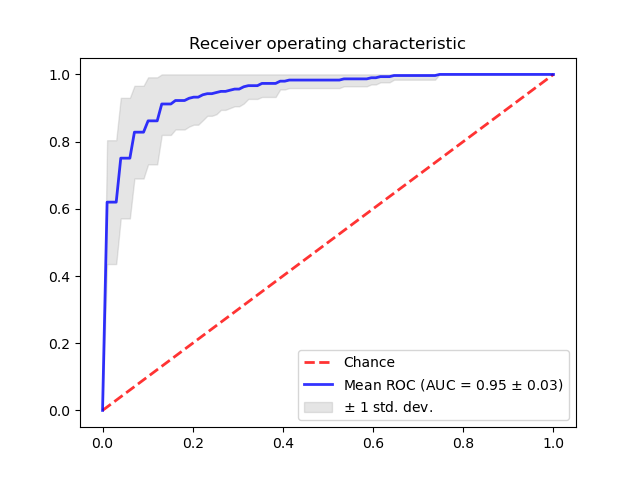 Receiver operating characteristic
1.0
0.8
0.6
0.4
0.2
0.0
0.0 0.2 0.4 0.6 0.8 1.0
Chance
Mean ROC (AUC = 0.95 ± 0.03)
± 1 std. dev.